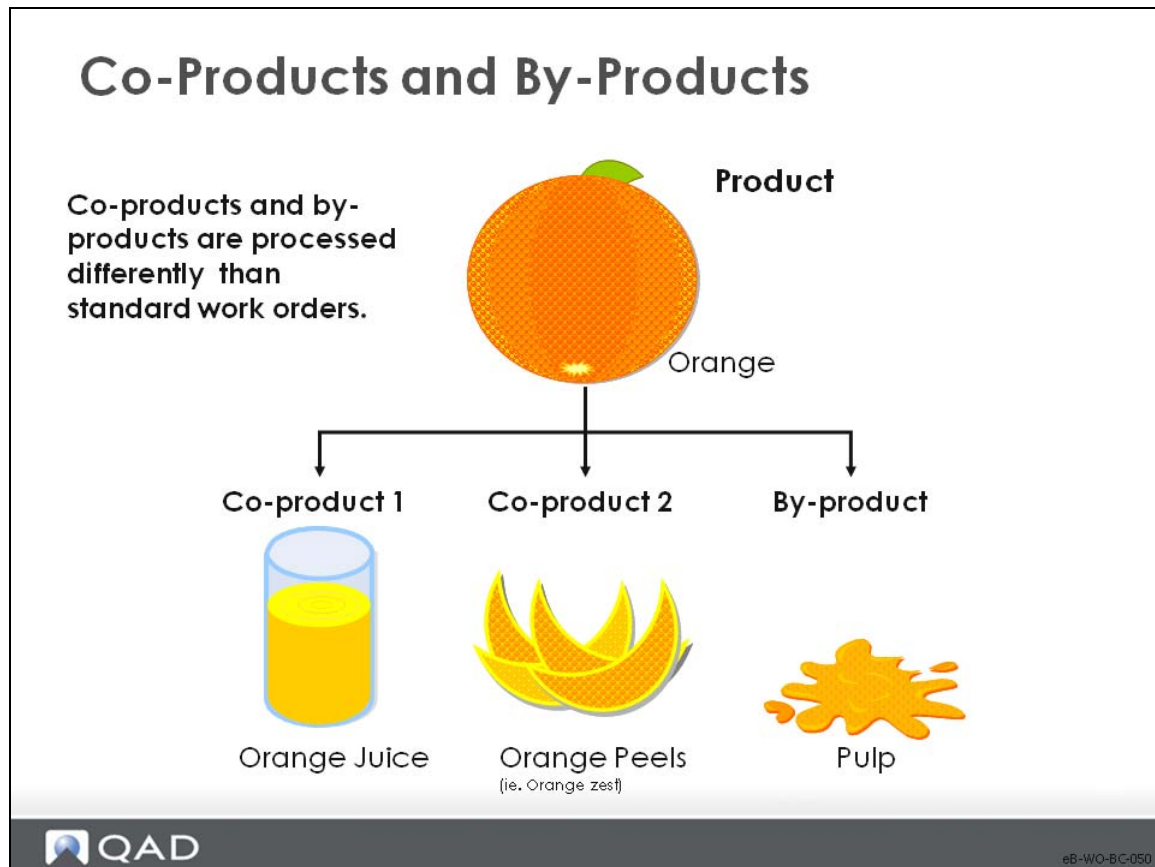 Co-Products and By-Products
Co-products and by-
products are processed
differently than
standard work orders.
Product
Orange
Co-product 1
Co-product 2
By-product
Orange Juice
Orange Peels
(ie. Orange zest)
Pulp
QAD
eB-WO-BC-050